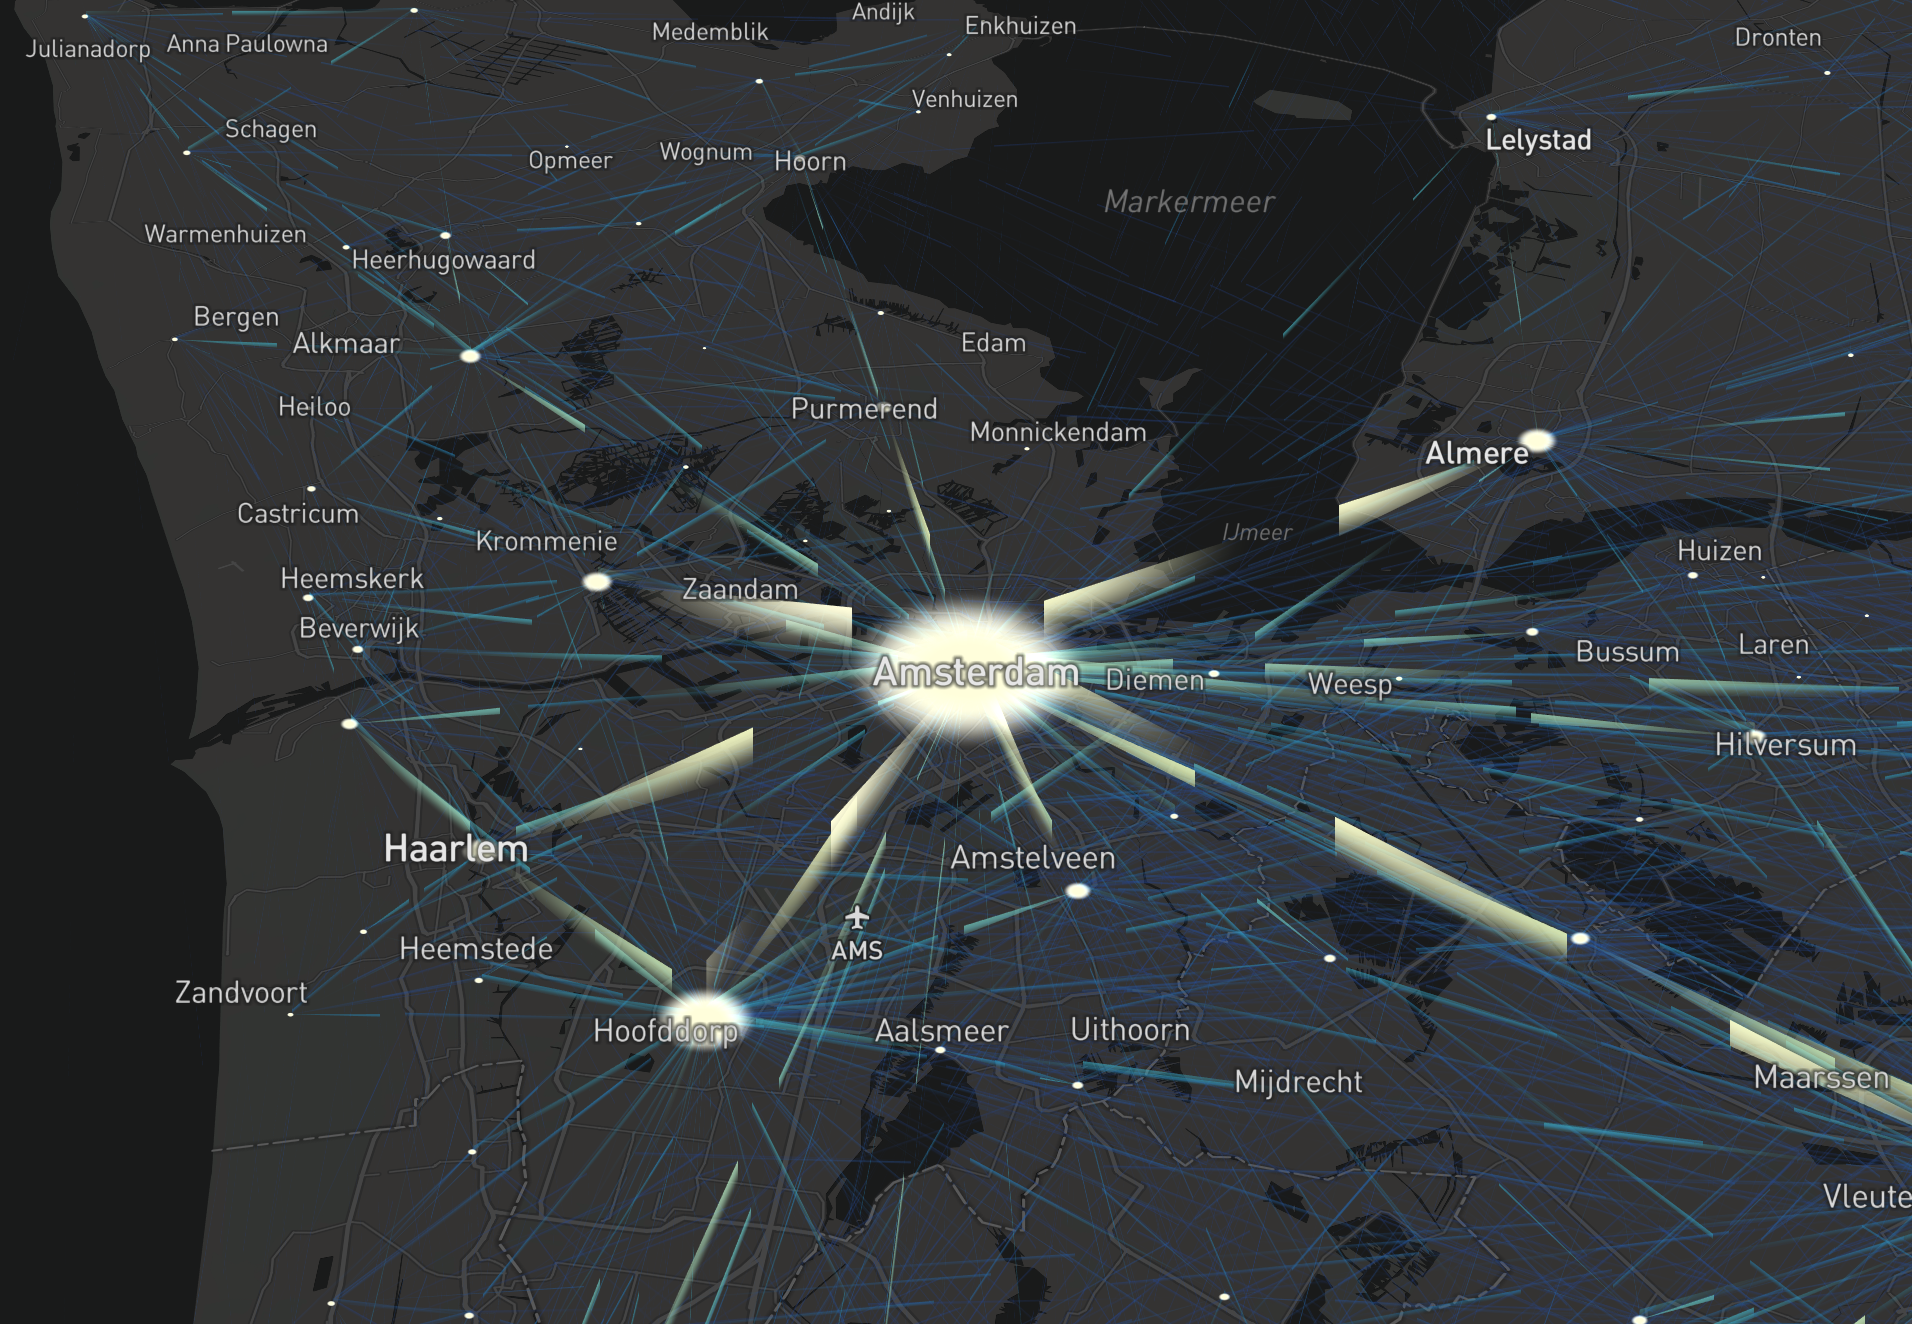 Andijk
Enkhuizen
Medemblik
Dronten
Julianadorp
Anna Paulowna
Venhuizen
Schagen
Lelystad
Opmeer
Wognum
Hoorn
Markermeer
Warmenhuizen
Heerhugowaard
Bergen
Alkmaar
Edam
Heiloo
Purmerend
Monnickendam
Almere
Castricum
Krommenie
IJmeer
Huizen
Heemskerk
Zaandam
Beverwijk
Bussum
Laren
Amsterdam
Diemen
Weesp
Hilversum
Haarlem
Amstelveen
Heemstede
AMS
Zandvoort
Hoofddorp
Aalsmeer
Uithoorn
Mijdrecht
Maarssen
Vleute